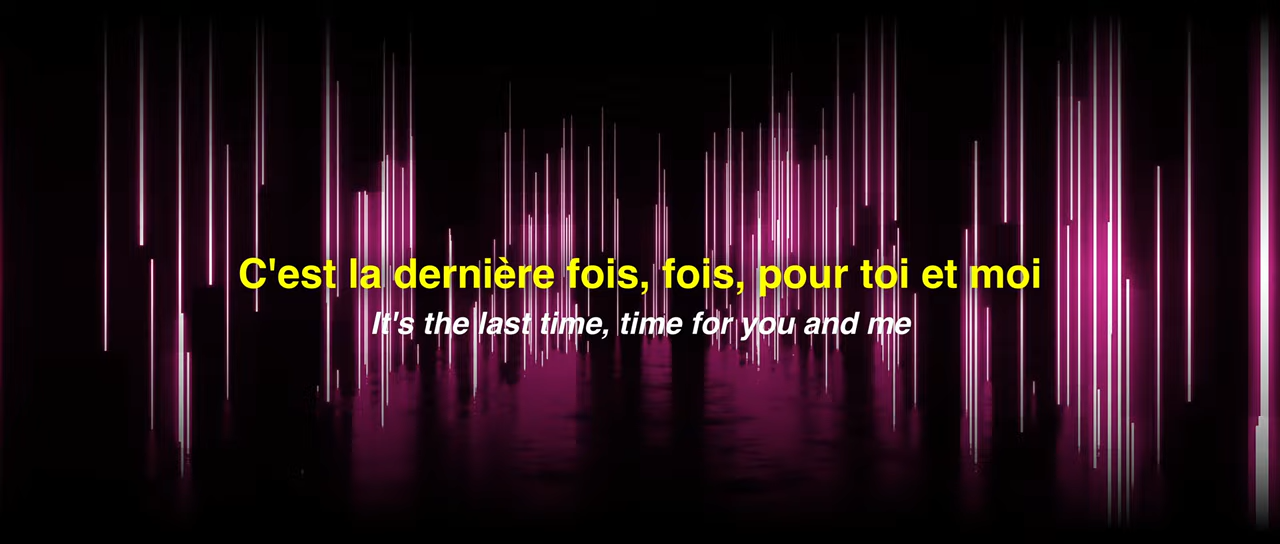 C'est la dernière fois, fois, pour toi et moi
It's the last time, time for you and me